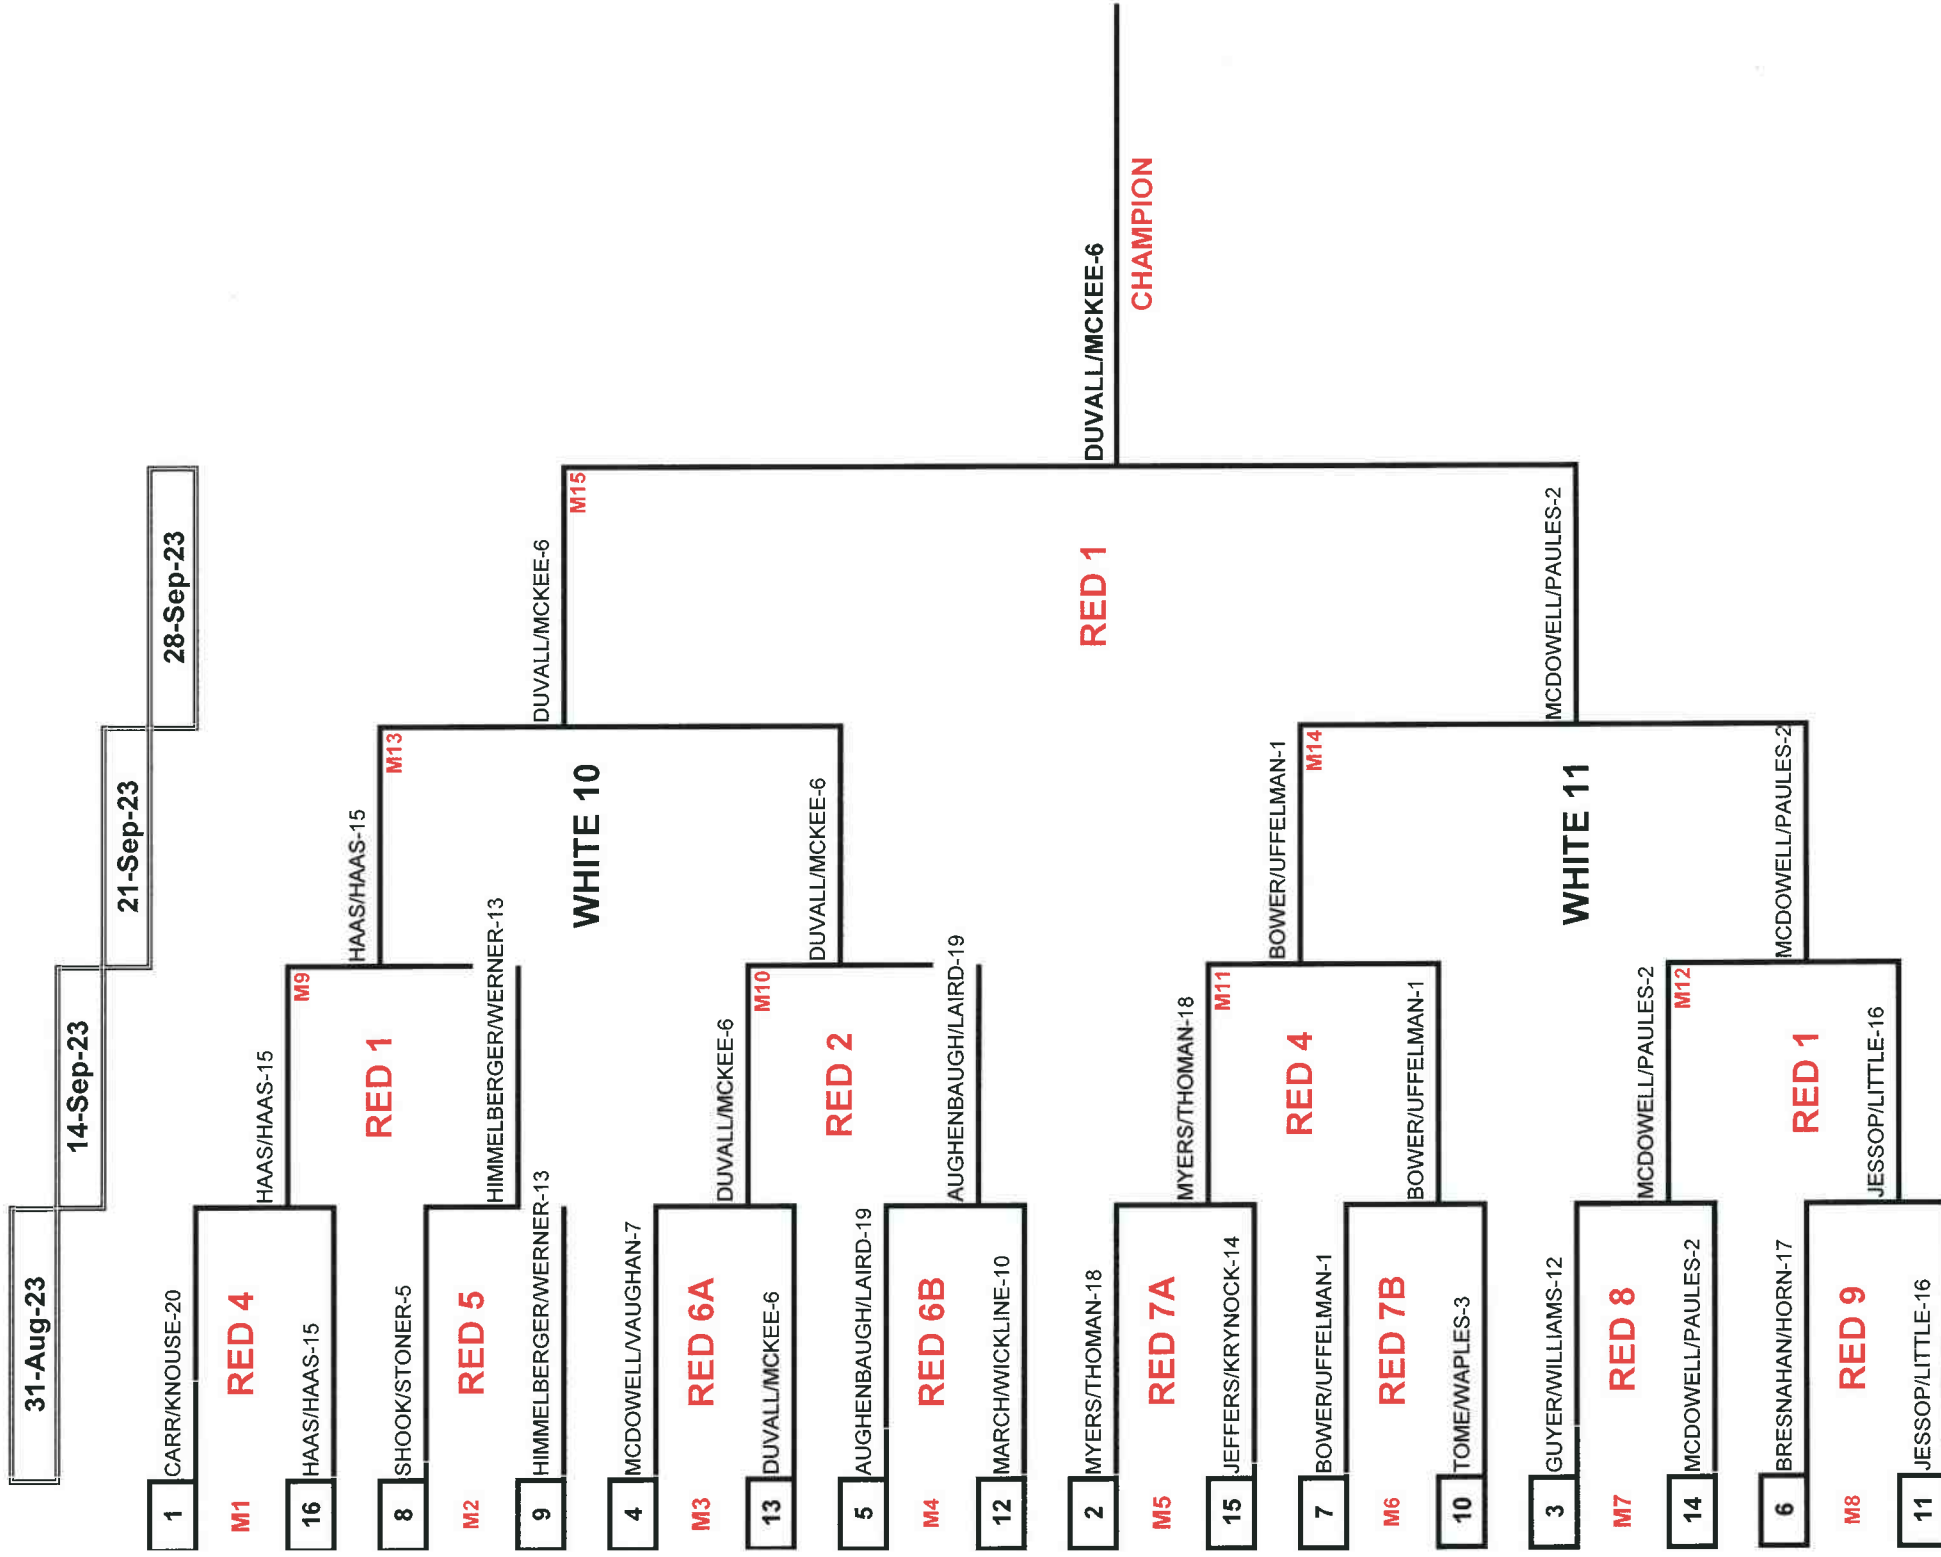 31-Aug-23
14-Sep-23
21-Sep-23
28-Sep-23
1
CARR/KNOUSE-20
M1
RED 4
16
HAAS/HAAS-15
8
SHOOK/STONER-5
M2
RED 5
9
HIMMELBERGER/WERNER-13
4
MCDOWELL/VAUGHAN-7
M3
RED 6A
13
DUVALL/MCKEE-6
5
AUGHENBAUGH/LAIRD-19
M4
RED 6B
12
MARCH/WICKLINE-10
2
MYERS/THOMAN-18
M5
RED 7A
15
JEFFERS/KRYNOCK-14
7
BOWER/UFFELMAN-1
M6
RED 7B
10
TOME/WAPLES-3
3
GUYER/WILLIAMS-12
M7
RED 8
14
MCDOWELL/PAULES-2
6
BRESNAHAN/HORN-17
M8
RED 9
11
JESSOP/LITTLE-16
HAAS/HAAS-15
M9
RED 1
HIMMELBERGER/WERNER-13
DUVALL/MCKEE-6
M10
RED 2
AUGHENBAUGH/LAIRD-19
MYERS/THOMAN-18
M11
RED 4
BOWER/UFFELMAN-1
MCDOWELL/PAULES-2
M12
RED 1
JESSOP/LITTLE-16
HAAS/HAAS-15
M13
WHITE 10
DUVALL/MCKEE-6
BOWER/UFFELMAN-1
M14
WHITE 11
MCDOWELL/PAULES-2
DUVALL/MCKEE-6
M15
RED 1
MCDOWELL/PAULES-2
DUVALL/MCKEE-6
CHAMPION